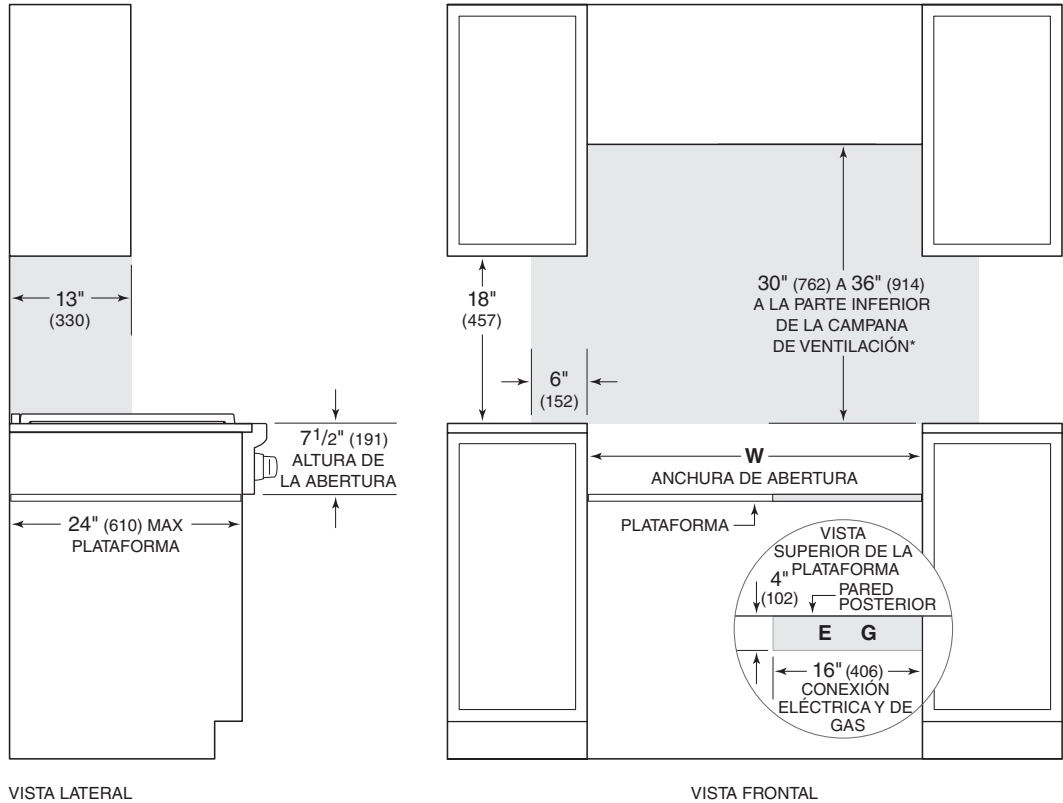 13"
(330)
7 1/2" (191)
ALTURA DE
LA ABERTURA
24" (610) MAX
PLATAFORMA
VISTA LATERAL
18"
(457)
6"
(152)
30" (762) A 36" (914)
A LA PARTE INFERIOR
DE LA CAMPANA
DE VENTILACIÓN*
W
ANCHURA DE ABERTURA
PLATAFORMA
VISTA
SUPERIOR DE LA
PLATAFORMA
4"
(102)
PARED
POSTERIOR
E G
16" (406)
CONEXIÓN
ELÉCTRICA Y DE
GAS
VISTA FRONTAL